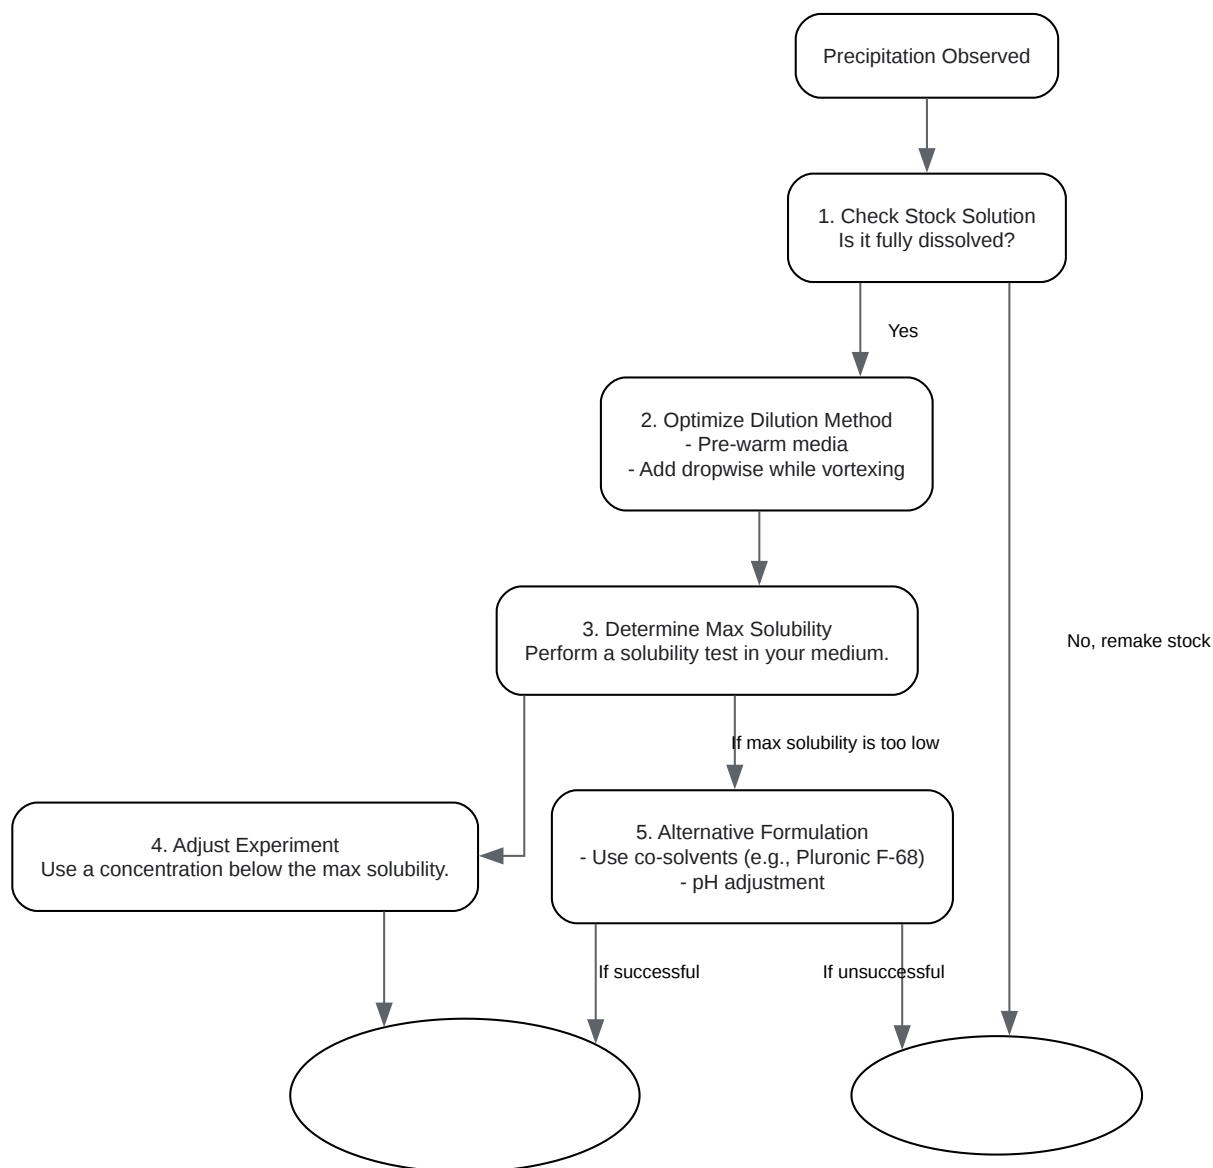 Precipitation Observed
1. Check Stock Solution
Is it fully dissolved?
Yes
2. Optimize Dilution Method
- Pre-warm media
- Add dropwise while vortexing
3. Determine Max Solubility
Perform a solubility test in your medium.
No, remake stock
If max solubility is too low
4. Adjust Experiment
Use a concentration below the max solubility.
5. Alternative Formulation
- Use co-solvents (e.g., Pluronic F-68)
- pH adjustment
If successful
If unsuccessful